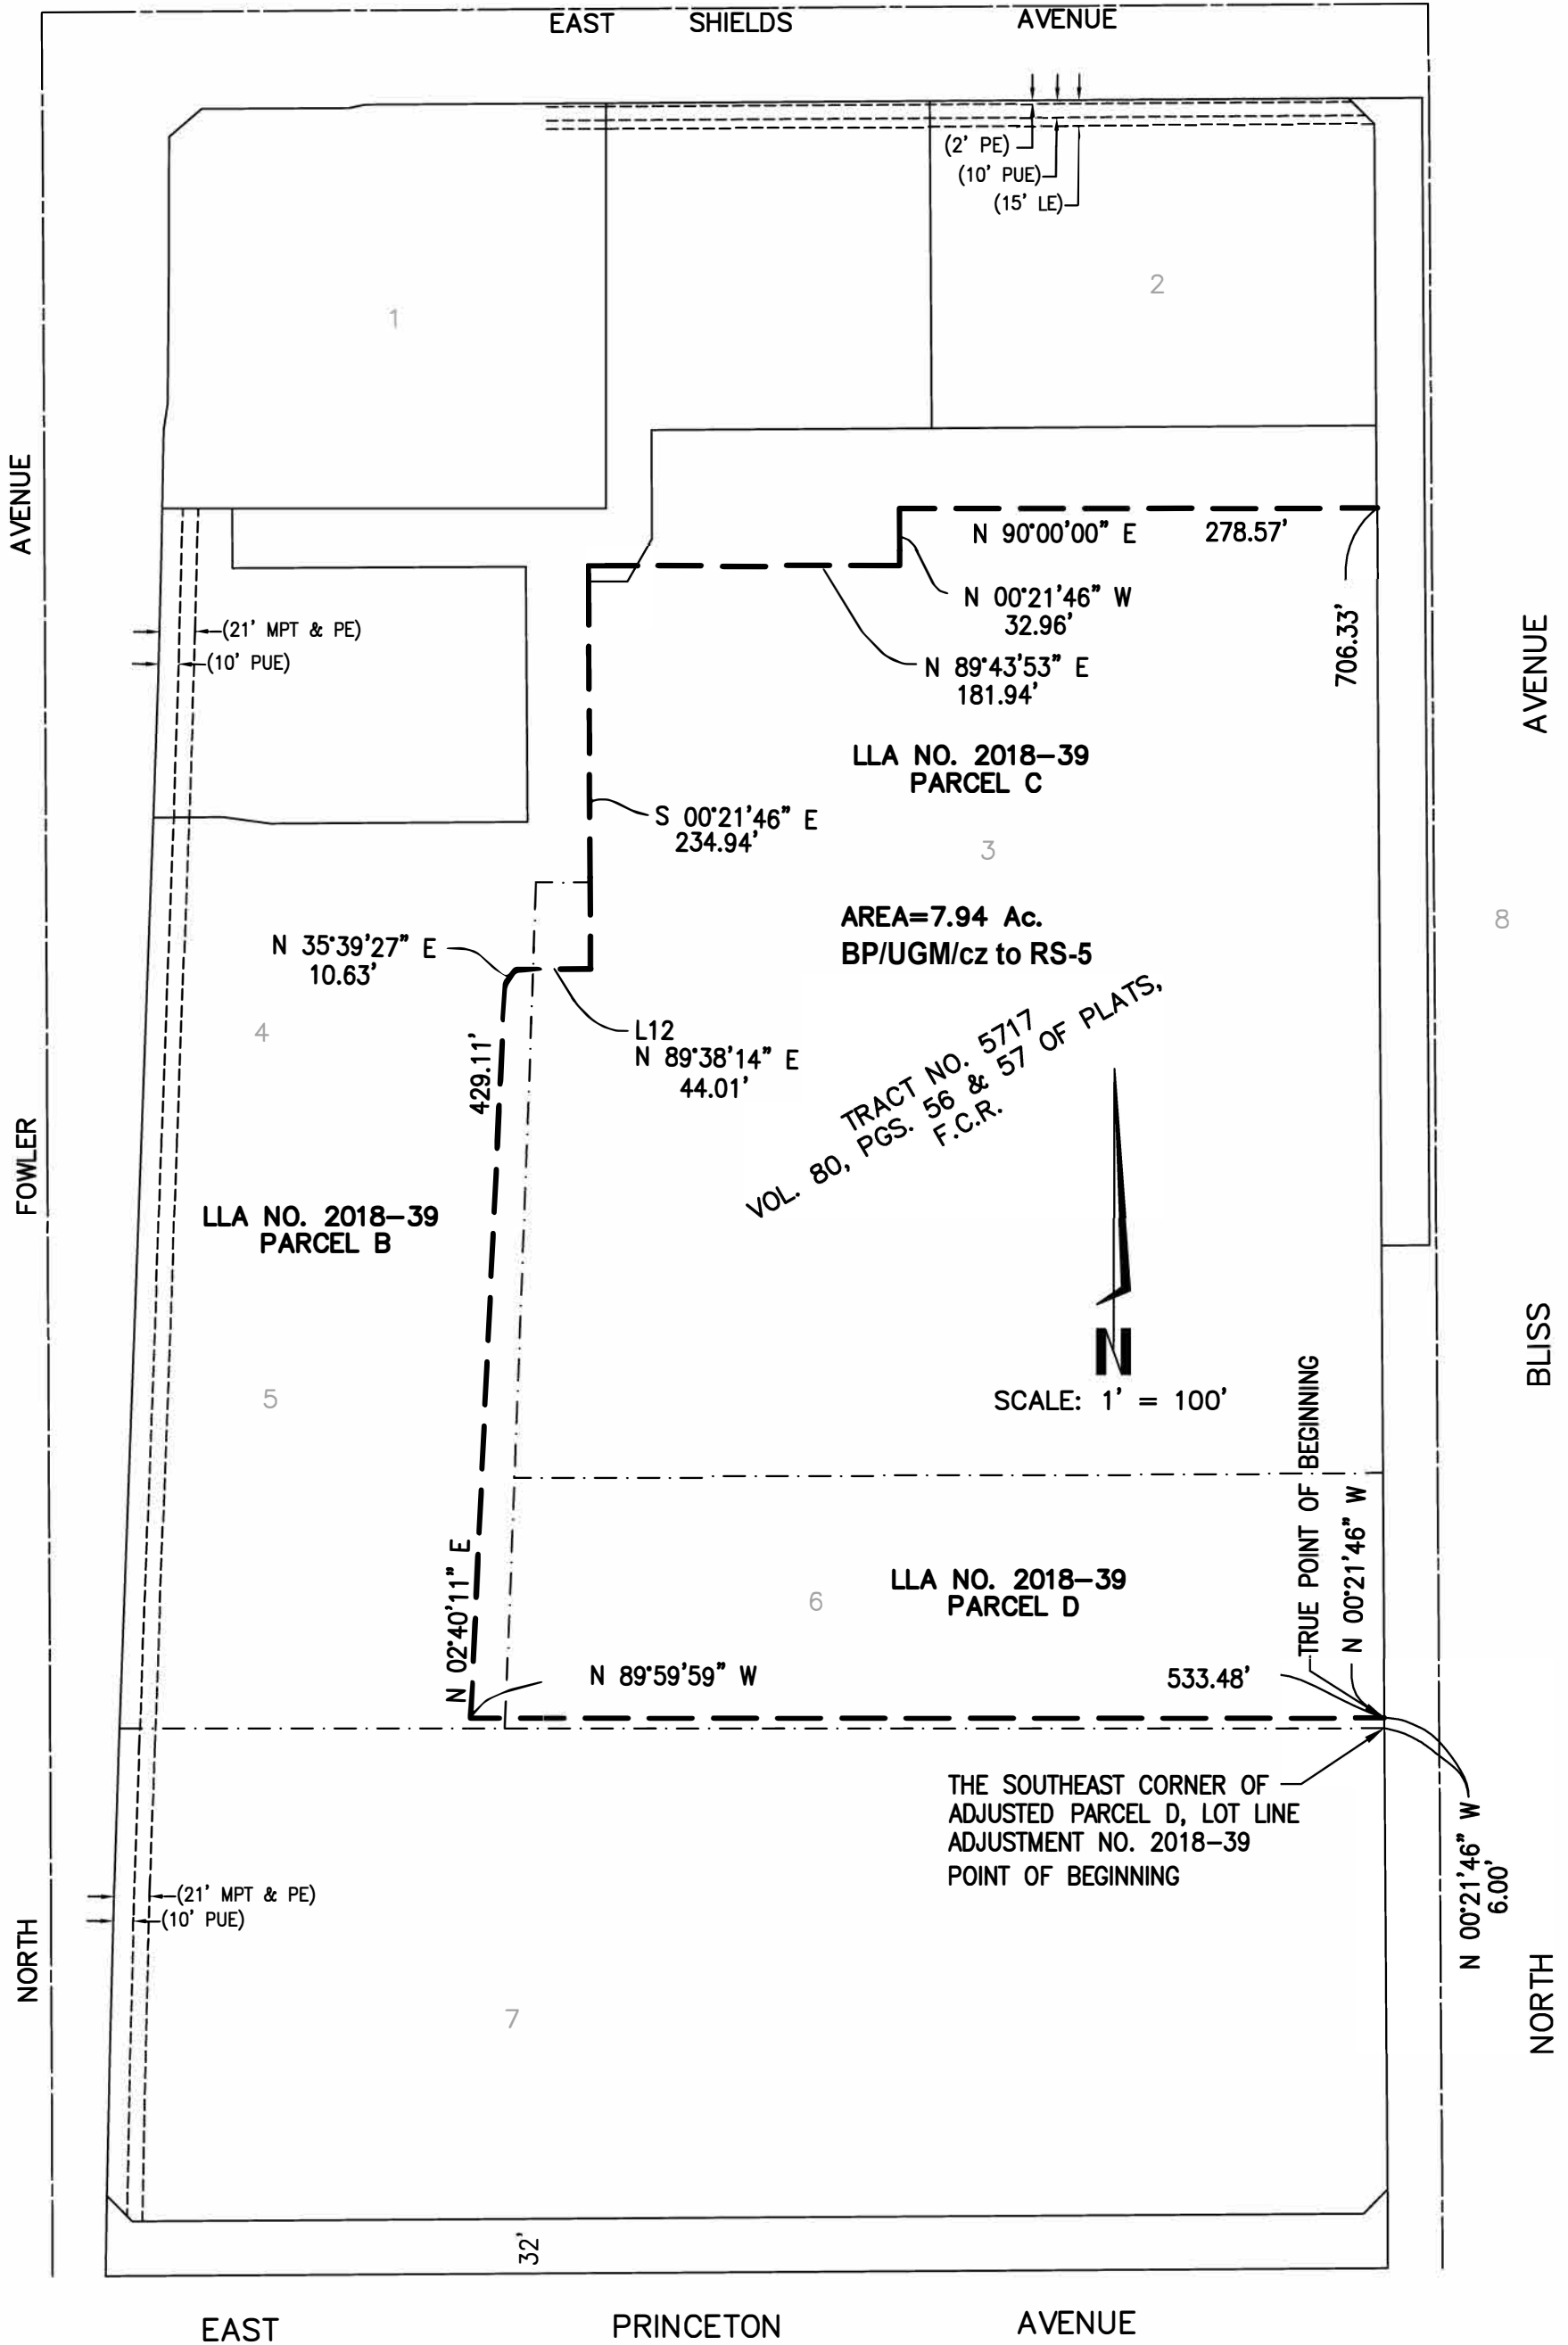 EAST SHIELDS AVENUE
(2' PE)
(10' PUE)
(15' LE)
2
1
AVENUE
N 90°00'00" E 278.57'
N 00°21'46" W
32.96'
706.33'
N 89°43'53" E
181.94'
(21' MPT & PE)
(10' PUE)
AVENUE
LLA NO. 2018-39
PARCEL C
S 00°21'46" E
234.94'
3
AREA=7.94 Ac.
BP/UGM/cz to RS-5
8
N 35°39'27" E
10.63'
4
L12
N 89°38'14" E
44.01'
429.11'
TRACT NO. 5717
VOL. 80, PGS. 56 & 57 OF PLATS,
F.C.R.
FOWLER
LLA NO. 2018-39
PARCEL B
N
SCALE: 1' = 100'
BLISS
5
TRUE POINT OF BEGINNING
N 00°21'46" W
N 02°40'11" E
LLA NO. 2018-39
PARCEL D
6
N 89°59'59" W
533.48'
THE SOUTHEAST CORNER OF
ADJUSTED PARCEL D, LOT LINE
ADJUSTMENT NO. 2018-39
POINT OF BEGINNING
N 00°21'46" W
6.00'
(21' MPT & PE)
(10' PUE)
NORTH
NORTH
7
32'
EAST PRINCETON AVENUE